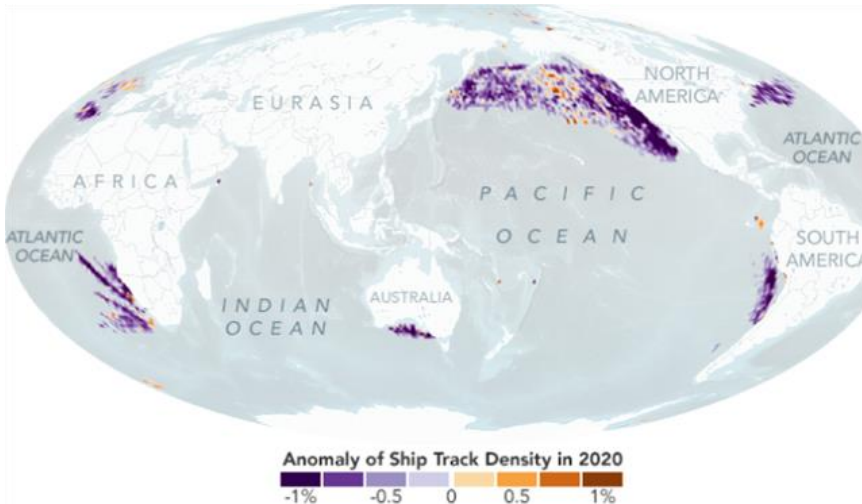 NORTH
AMERICA
EURASIA
ATLANTIC
OCEAN
AFRICA
PACIFIC
OCEAN
ATLANTIC
OCEAN
SOUTH
AMERICA
INDIAN
OCEAN
AUSTRALIA
Anomaly of Ship Track Density in 2020
-1% -0.5 0 0.5 1%